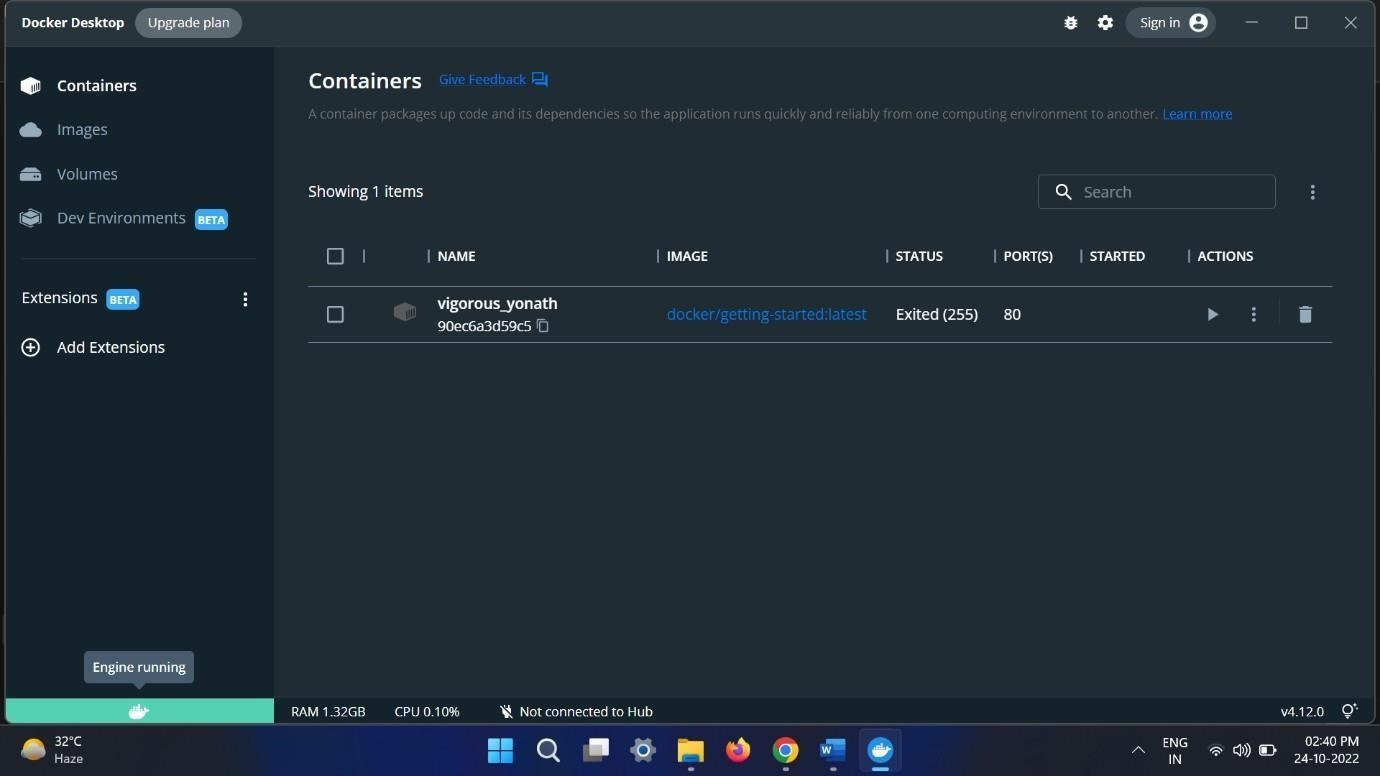 Docker Desktop Upgrade plan Sign in
Containers
Images
Volumes
Dev Environments BETA
Extensions BETA
Add Extensions
Containers Give Feedback
A container packages up code and its dependencies so the application runs quickly and reliably from one computing environment to another. Learn more
Showing 1 items Search
NAME IMAGE STATUS PORT(S) STARTED ACTIONS
vigorous_yonath docker/getting-started:latest Exited (255) 80
90ec6a3d59c5
Engine running
RAM 1.32GB CPU 0.10% Not connected to Hub v4.12.0
32°C
Haze
W
ENG
IN
02:40 PM
24-10-2022